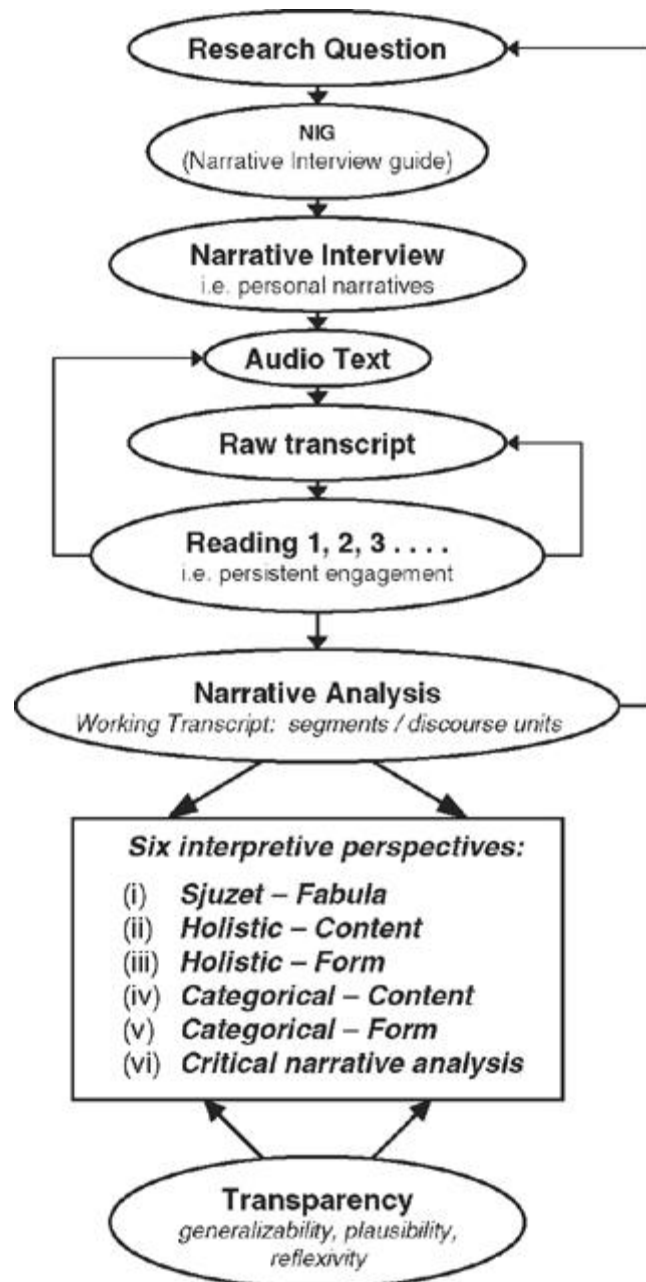 Research Question
NIG
(Narrative Interview guide)
Narrative Interview
i.e. personal narratives
Audio Text
Raw transcript
Reading 1, 2, 3 . . . .
i.e. persistent engagement
Narrative Analysis
Working Transcript: segments / discourse units
Six interpretive perspectives:
(i) Sjuzet – Fabula
(ii) Holistic – Content
(iii) Holistic – Form
(iv) Categorical – Content
(v) Categorical – Form
(vi) Critical narrative analysis
Transparency
generalizability, plausibility,
reflexivity